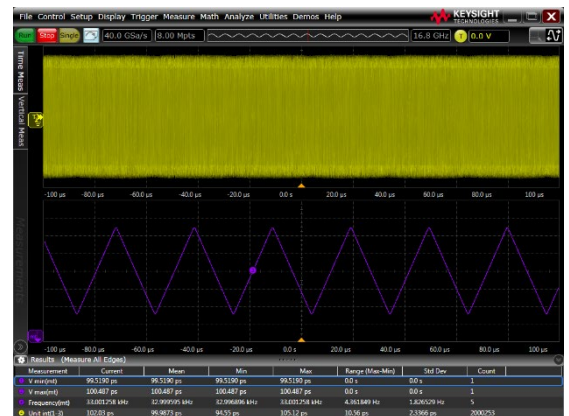 File Control Setup Display Trigger Measure Math Analyze Utilities Demos Help KEYSIGHT TECHNOLOGIES
Run Stop Single 40.0 GSa/s 8.00 Mpts 16.8 GHz T 0.0 V
Time Meas
Vertical Meas
-100 µs -80.0 µs -60.0 µs -40.0 µs -20.0 µs 0.0 s 20.0 µs 40.0 µs 60.0 µs 80.0 µs 100 µs
Measurements
-100 µs -80.0 µs -60.0 µs -40.0 µs -20.0 µs 0.0 s 20.0 µs 40.0 µs 60.0 µs 80.0 µs 100 µs
Results (Measure All Edges)
Measurement Current Mean Min Max Range (Max-Min) Std Dev Count
V min(mt) 99.5190 ps 99.5190 ps 99.5190 ps 99.5190 ps 0.0 s 0.0 s 1
V max(mt) 100.487 ps 100.487 ps 100.487 ps 100.487 ps 0.0 s 0.0 s 1
Frequency(mt) 33.001258 kHz 32.999595 kHz 32.996896 kHz 33.001258 kHz 4.361849 Hz 1.826529 Hz 5
Unit int(1-3) 102.03 ps 99.9873 ps 94.55 ps 105.12 ps 10.56 ps 2.3366 ps 2000253